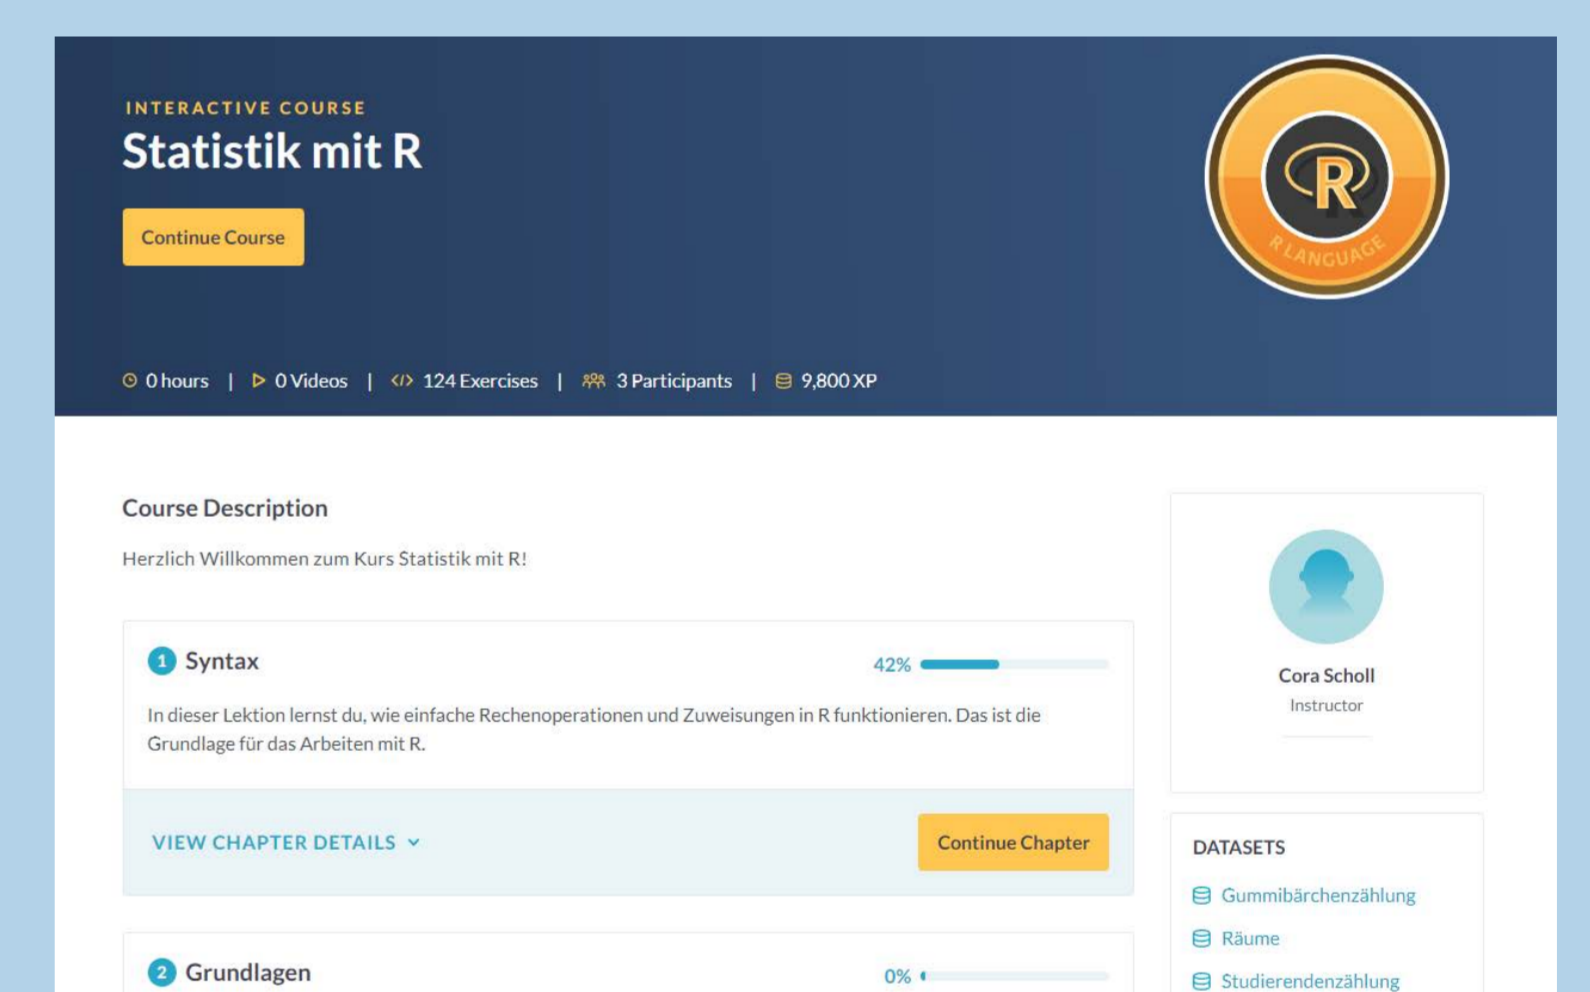 INTERACTIVE COURSE
Statistik mit R
Continue Course
R
R LANGUAGE
0 hours | 0 Videos | </> 124 Exercises | 3 Participants | 9,800 XP
Course Description
Herzlich Willkommen zum Kurs Statistik mit R!
1 Syntax
42%
In dieser Lektion lernst du, wie einfache Rechenoperationen und Zuweisungen in R funktionieren. Das ist die
Grundlage für das Arbeiten mit R.
VIEW CHAPTER DETAILS
Continue Chapter
2 Grundlagen
0%
Cora Scholl
Instructor
DATASETS
Gummibärchenzählung
Räume
Studierendenzählung